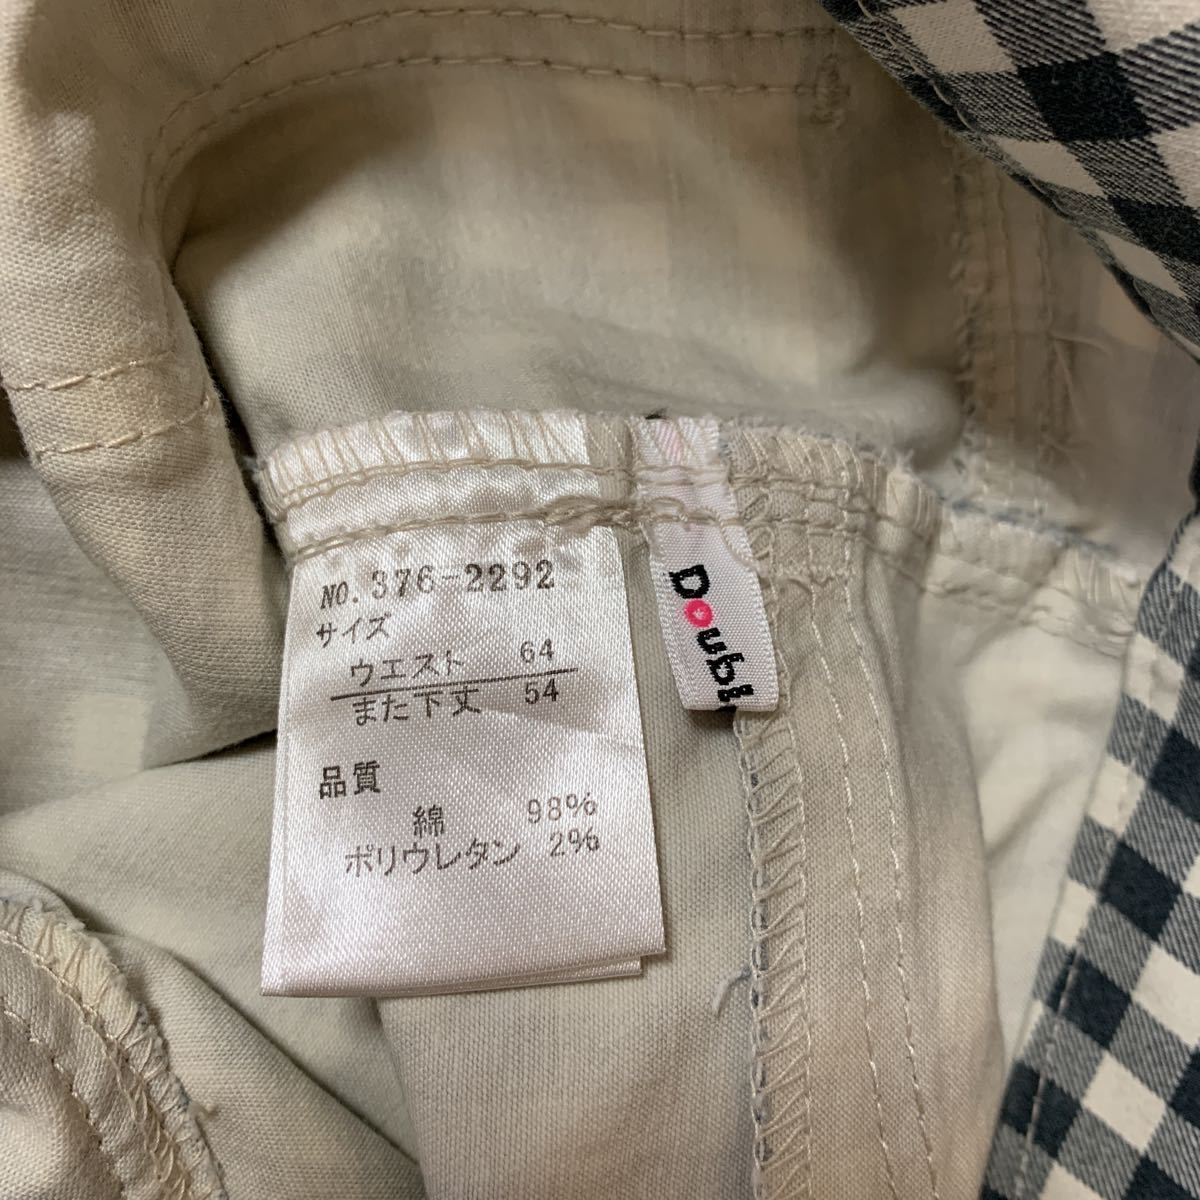 NO. 376-2292
サイズ
ウエスト 64
また下丈 54
品質
綿 98%
ポリウレタン 2%
Doubl